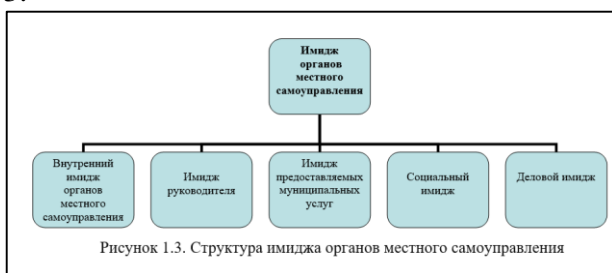 Имидж
органов
местного
самоуправления
Внутренний
имидж
органов
местного
самоуправления
Имидж
руководителя
Имидж
предоставляемых
муниципальных
услуг
Социальный
имидж
Деловой имидж
Рисунок 1.3. Структура имиджа органов местного самоуправления